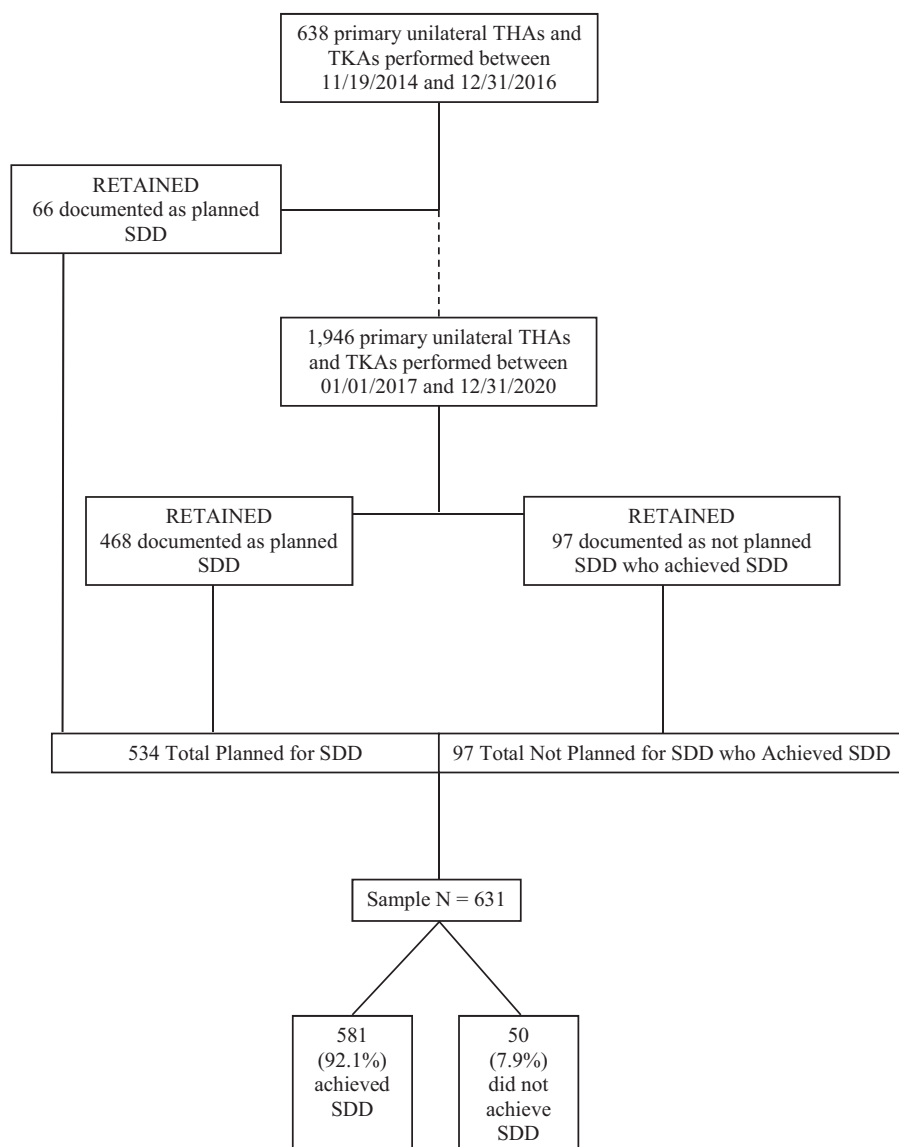 638 primary unilateral THAs and
TKAs performed between
11/19/2014 and 12/31/2016
RETAINED
66 documented as planned
SDD
1,946 primary unilateral THAs
and TKAs performed between
01/01/2017 and 12/31/2020
RETAINED
468 documented as planned
SDD
RETAINED
97 documented as not planned
SDD who achieved SDD
534 Total Planned for SDD
97 Total Not Planned for SDD who Achieved SDD
Sample N = 631
581
(92.1%)
achieved
SDD
50
(7.9%)
did not
achieve
SDD